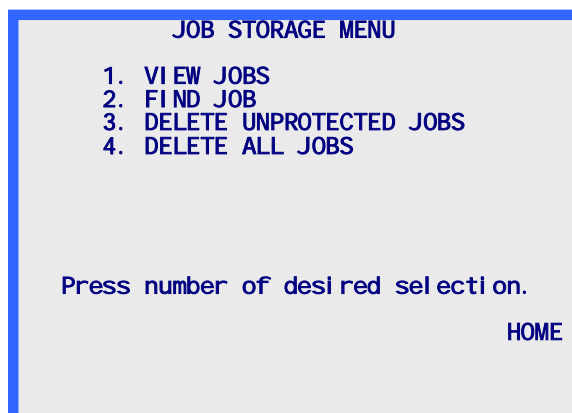 JOB STORAGE MENU
1. VIEW JOBS
2. FIND JOB
3. DELETE UNPROTECTED JOBS
4. DELETE ALL JOBS
Press number of desired selection.
HOME